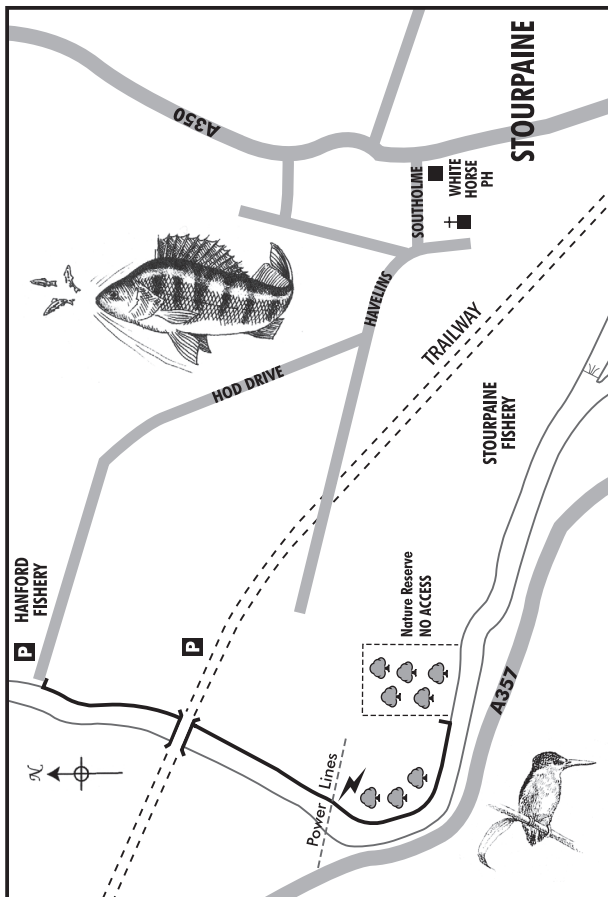 A350
STOURPAINE
SOUTHOLME
WHITE
HORSE
PH
HAVELINS
HOD DRIVE
TRAILWAY
STOURPAINE
FISHERY
HANFORD
FISHERY
P
P
Nature Reserve
NO ACCESS
A357
Power Lines
N